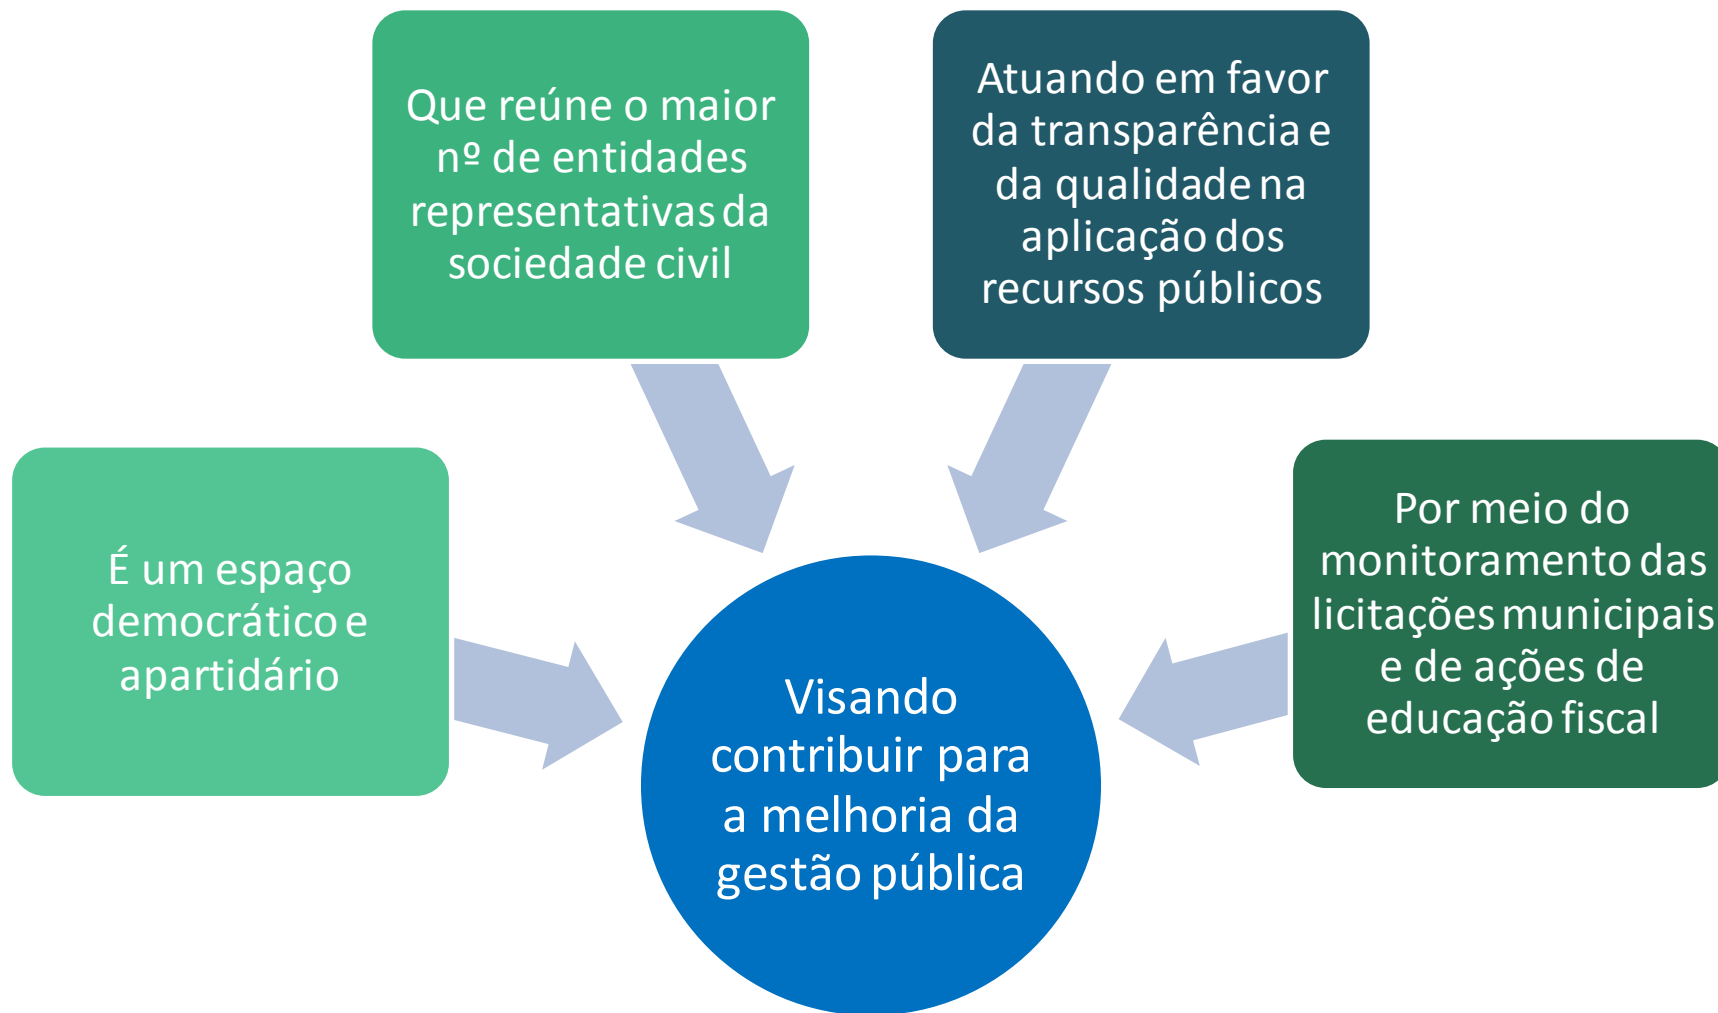 É um espaço
democrático e
apartidário
Que reúne o maior
nº de entidades
representativas da
sociedade civil
Atuando em favor
da transparência e
da qualidade na
aplicação dos
recursos públicos
Por meio do
monitoramento das
licitações municipais
e de ações de
educação fiscal
Visando
contribuir para
a melhoria da
gestão pública